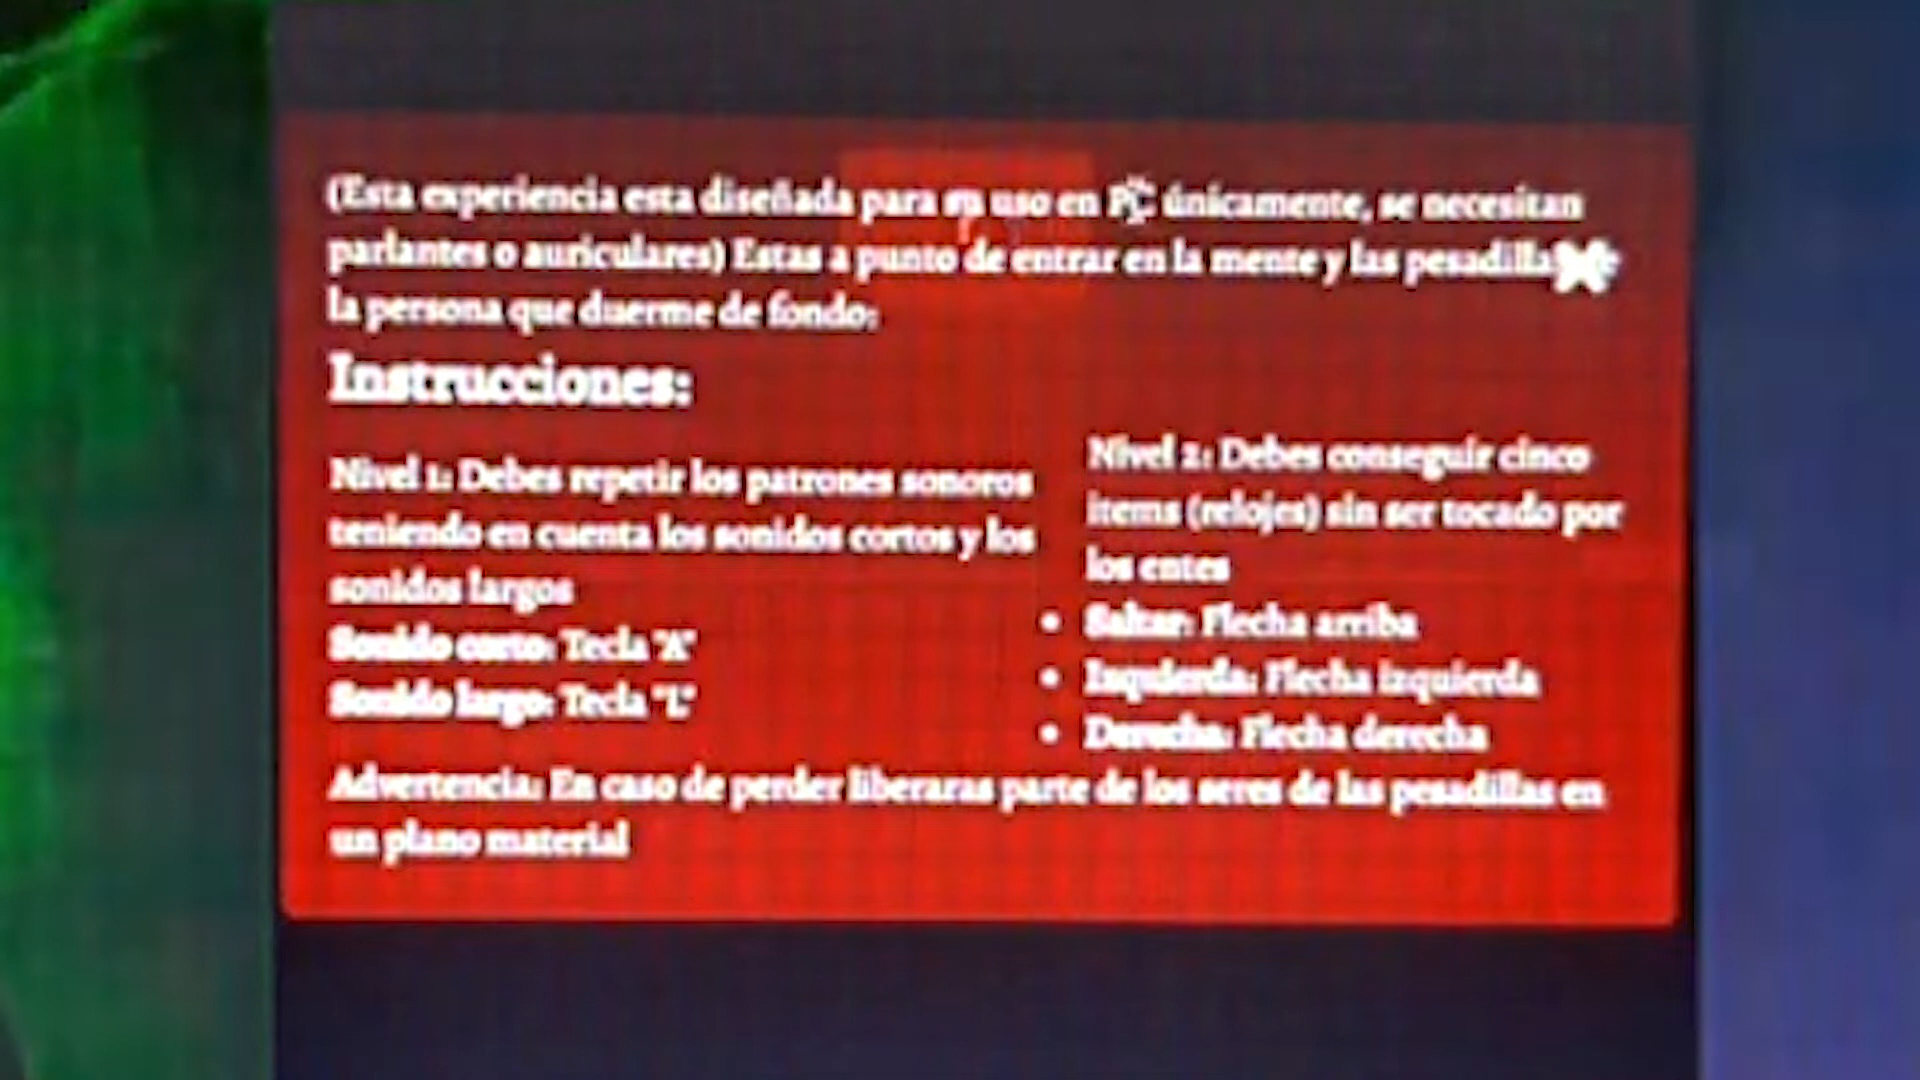 (Esta experiencia esta diseñada para su uso en PC únicamente, se necesitan
parlantes o auriculares) Estas a punto de entrar en la mente y las pesadillas de
la persona que duerme de fondo:
Instrucciones:
Nivel 1: Debes repetir los patrones sonoros
teniendo en cuenta los sonidos cortos y los
sonidos largos
Sonido corto: Tecla "A"
Sonido largo: Tecla "L"
Nivel 2: Debes conseguir cinco
items (relojes) sin ser tocado por
los entes
• Saltar: Flecha arriba
• Izquierda: Flecha izquierda
• Derecha: Flecha derecha
Advertencia: En caso de perder liberaras parte de los seres de las pesadillas en
un plano material